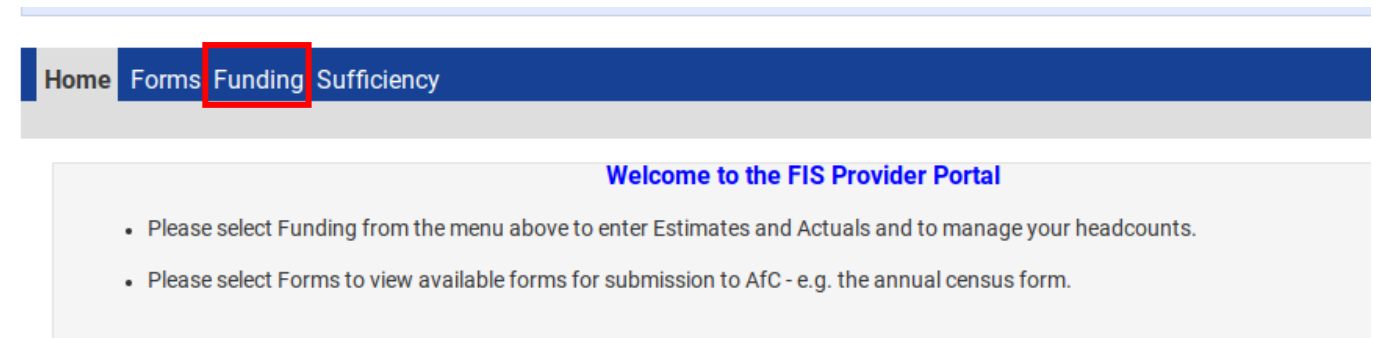 Home Forms Funding Sufficiency
Welcome to the FIS Provider Portal
• Please select Funding from the menu above to enter Estimates and Actuals and to manage your headcounts.
• Please select Forms to view available forms for submission to AfC - e.g. the annual census form.